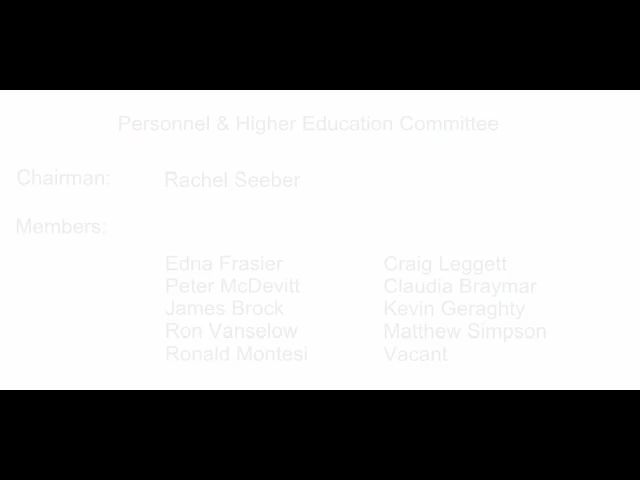 Personnel & Higher Education Committee
Chairman: Rachel Seeber
Members:
Edna Frasier Craig Leggett
Peter McDevitt Claudia Braymar
James Brock Kevin Geraghty
Ron Vanselow Matthew Simpson
Ronald Montesi Vacant